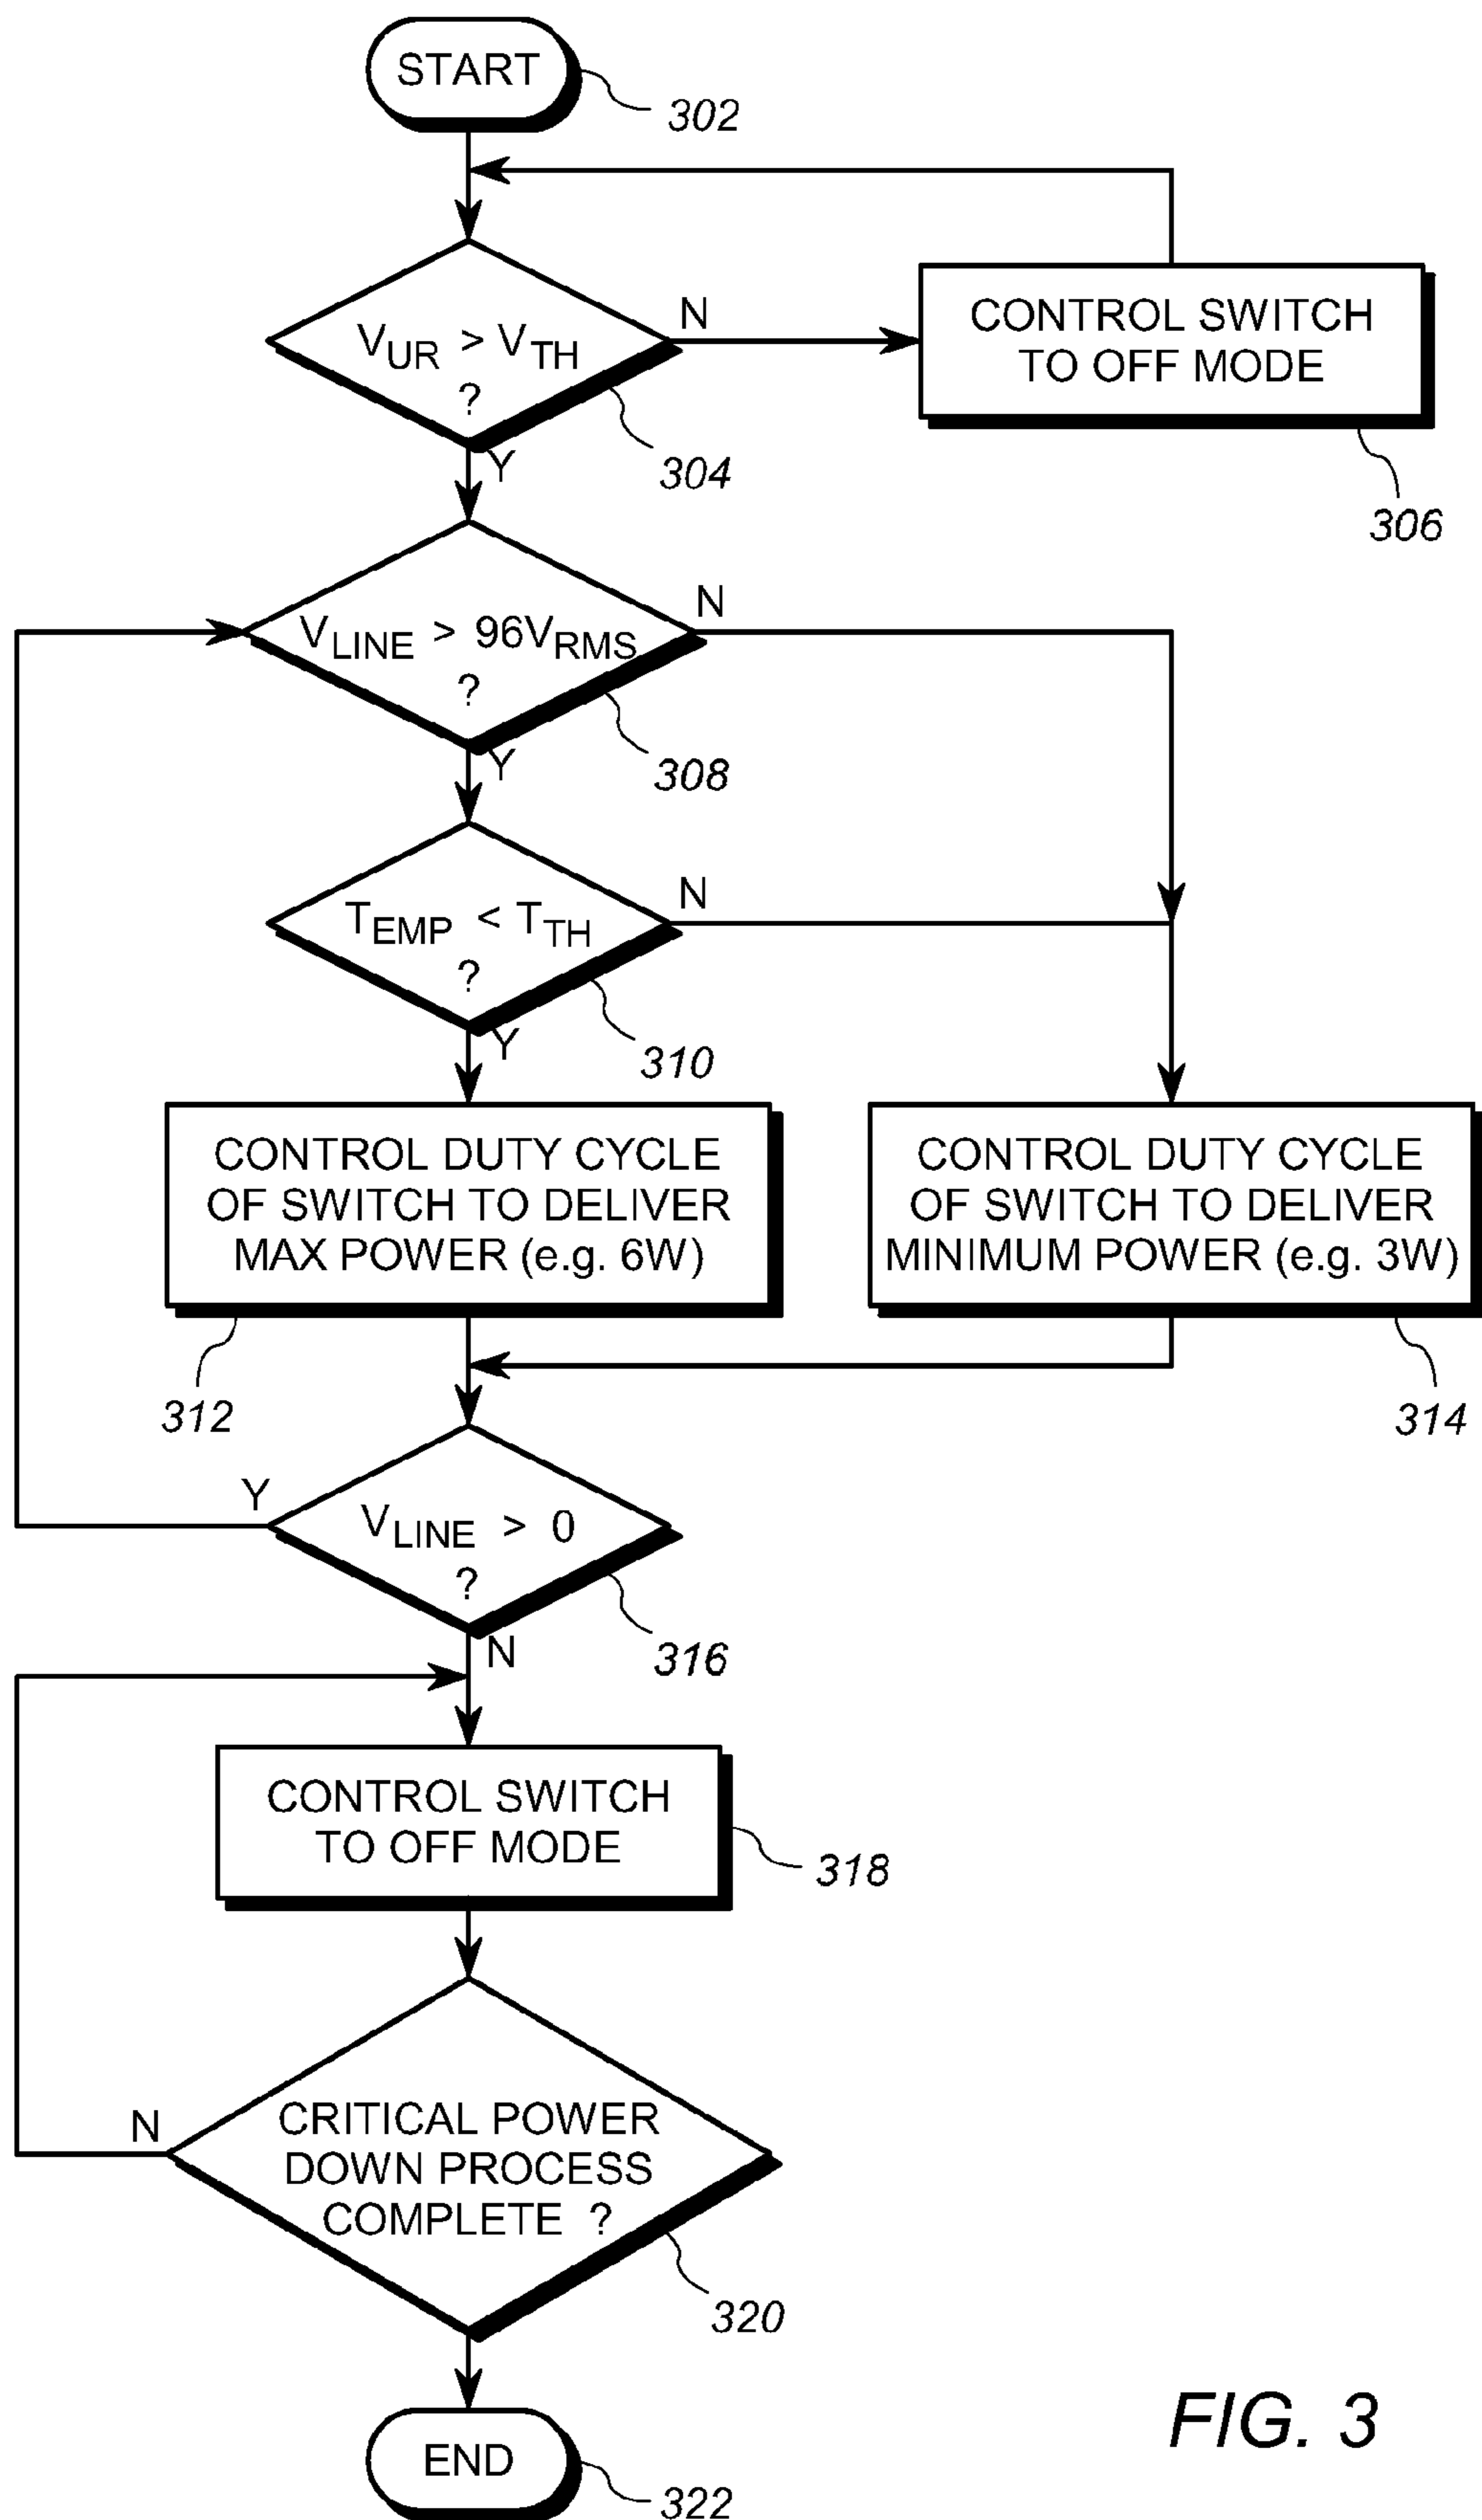 START
302
V_UR > V_TH
?
N
CONTROL SWITCH
TO OFF MODE
304
Y
306
V_LINE > 96V_RMS
?
N
308
Y
T_EMP < T_TH
?
N
310
Y
CONTROL DUTY CYCLE
OF SWITCH TO DELIVER
MAX POWER (e.g. 6W)
CONTROL DUTY CYCLE
OF SWITCH TO DELIVER
MINIMUM POWER (e.g. 3W)
312
314
Y
V_LINE > 0
?
316
N
CONTROL SWITCH
TO OFF MODE
318
N
CRITICAL POWER
DOWN PROCESS
COMPLETE ?
320
END
322
FIG. 3